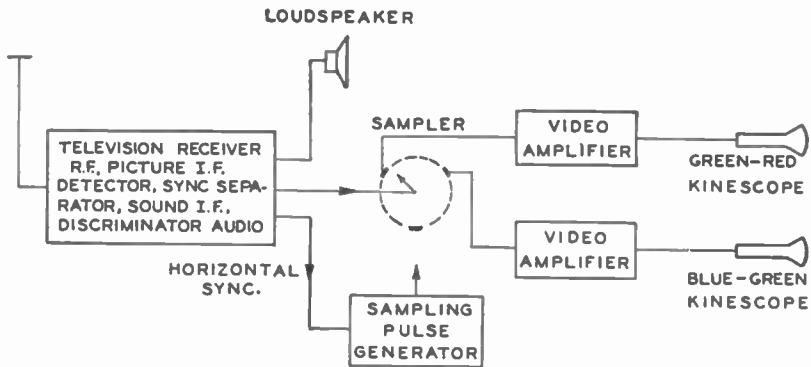 LOUDSPEAKER
TELEVISION RECEIVER
R.F., PICTURE I.F.
DETECTOR, SYNC SEPA-
RATOR, SOUND I.F.,
DISCRIMINATOR AUDIO
SAMPLER
VIDEO
AMPLIFIER
GREEN-RED
KINESCOPE
VIDEO
AMPLIFIER
BLUE-GREEN
KINESCOPE
HORIZONTAL
SYNC.
SAMPLING
PULSE
GENERATOR